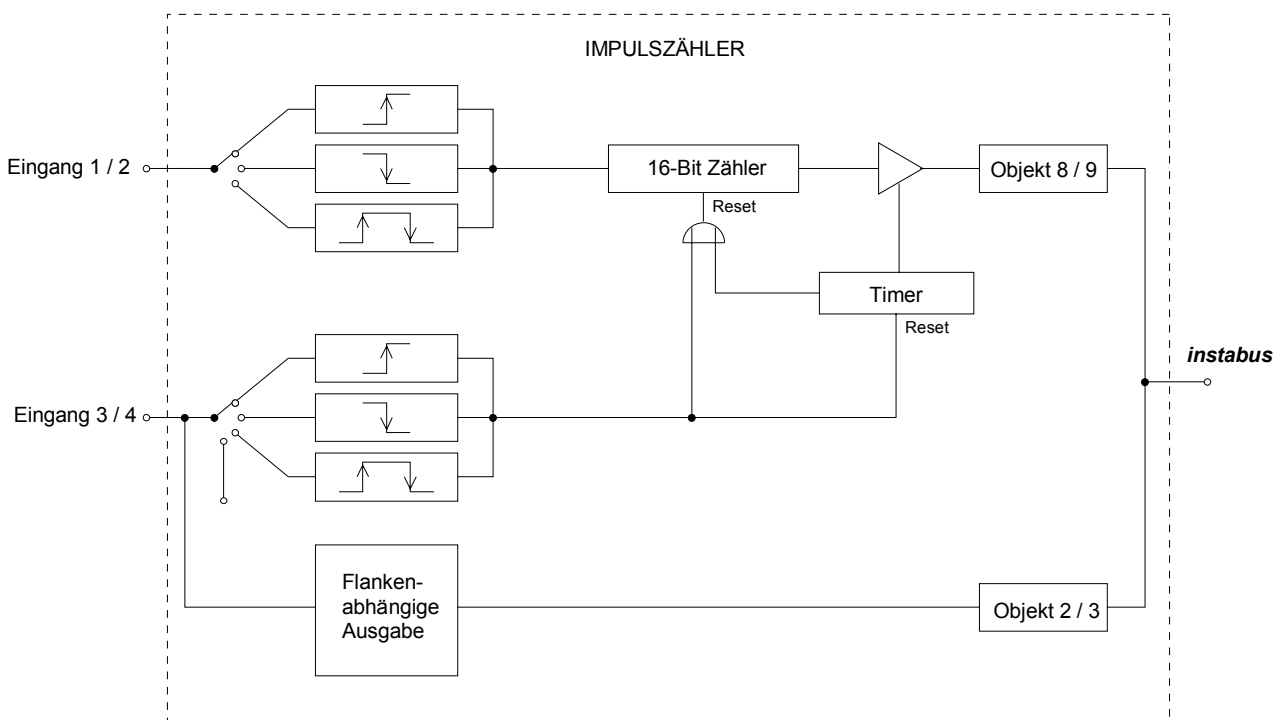 IMPULSZÄHLER
Eingang 1 / 2
16-Bit Zähler
Objekt 8 / 9
Reset
Timer
Reset
instabus
Eingang 3 / 4
Flanken-
abhängige
Ausgabe
Objekt 2 / 3